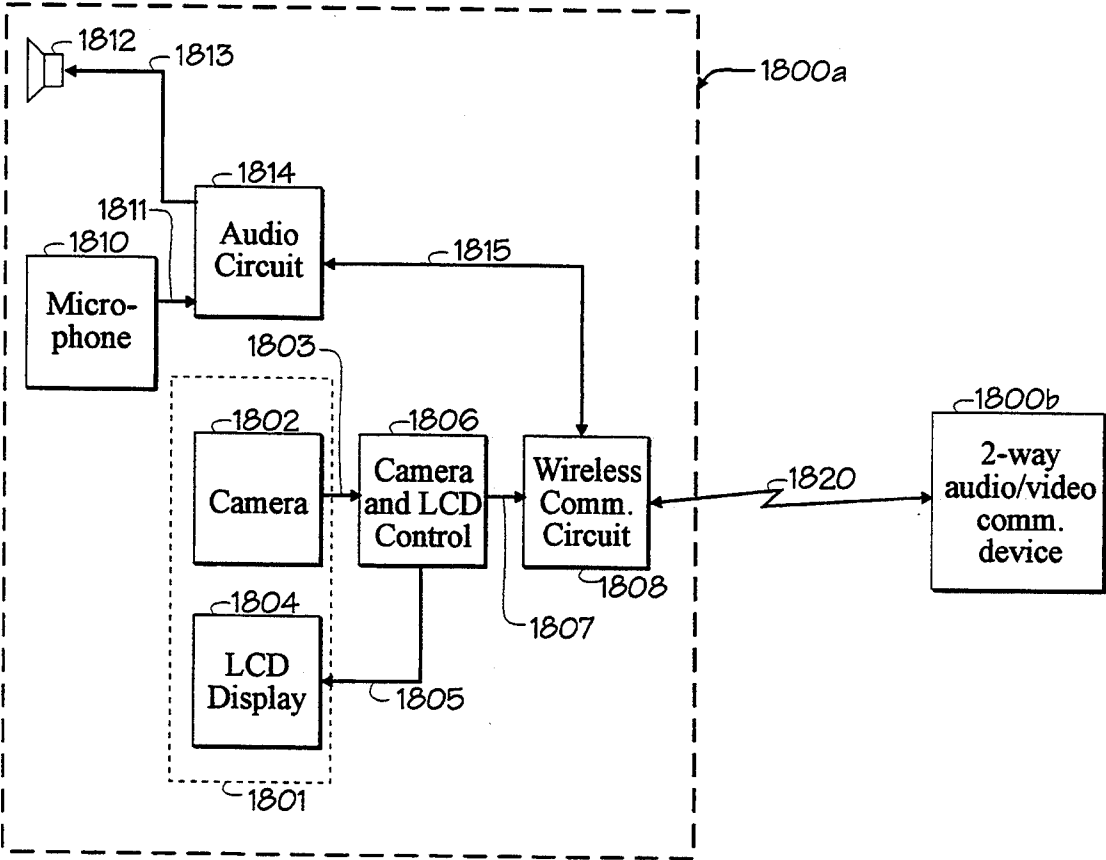 1812
1813
1800a
1814
1811
Audio
Circuit
1815
1810
Micro-
phone
1803
1802
Camera
1806
Camera
and LCD
Control
Wireless
Comm.
Circuit
1808
1820
1800b
2-way
audio/video
comm.
device
1807
1804
LCD
Display
1805
1801